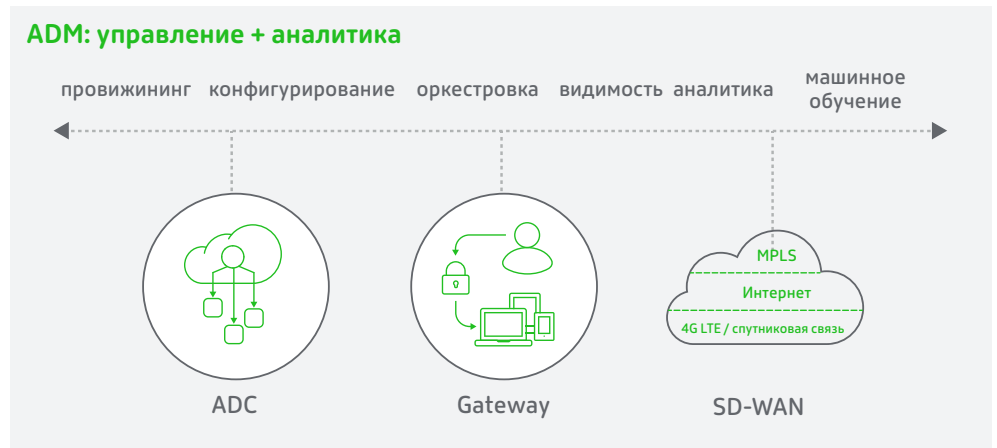 ADM: управление + аналитика
провижининг конфигурирование оркестровка видимость аналитика машинное
обучение
MPLS
Интернет
4G LTE / спутниковая связь
ADC Gateway SD-WAN